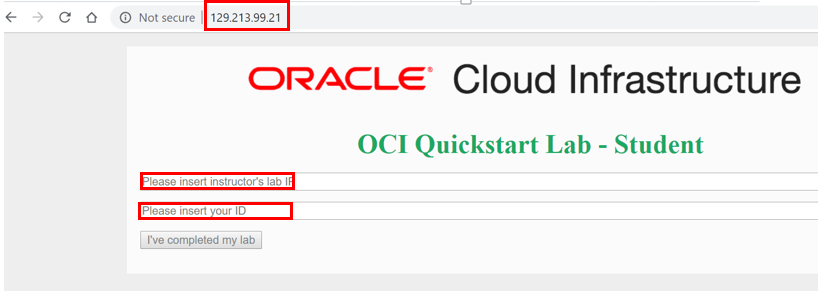 Not secure | 129.213.99.21
ORACLE® Cloud Infrastructure
OCI Quickstart Lab - Student
Please insert instructor's lab IP
Please insert your ID
I've completed my lab